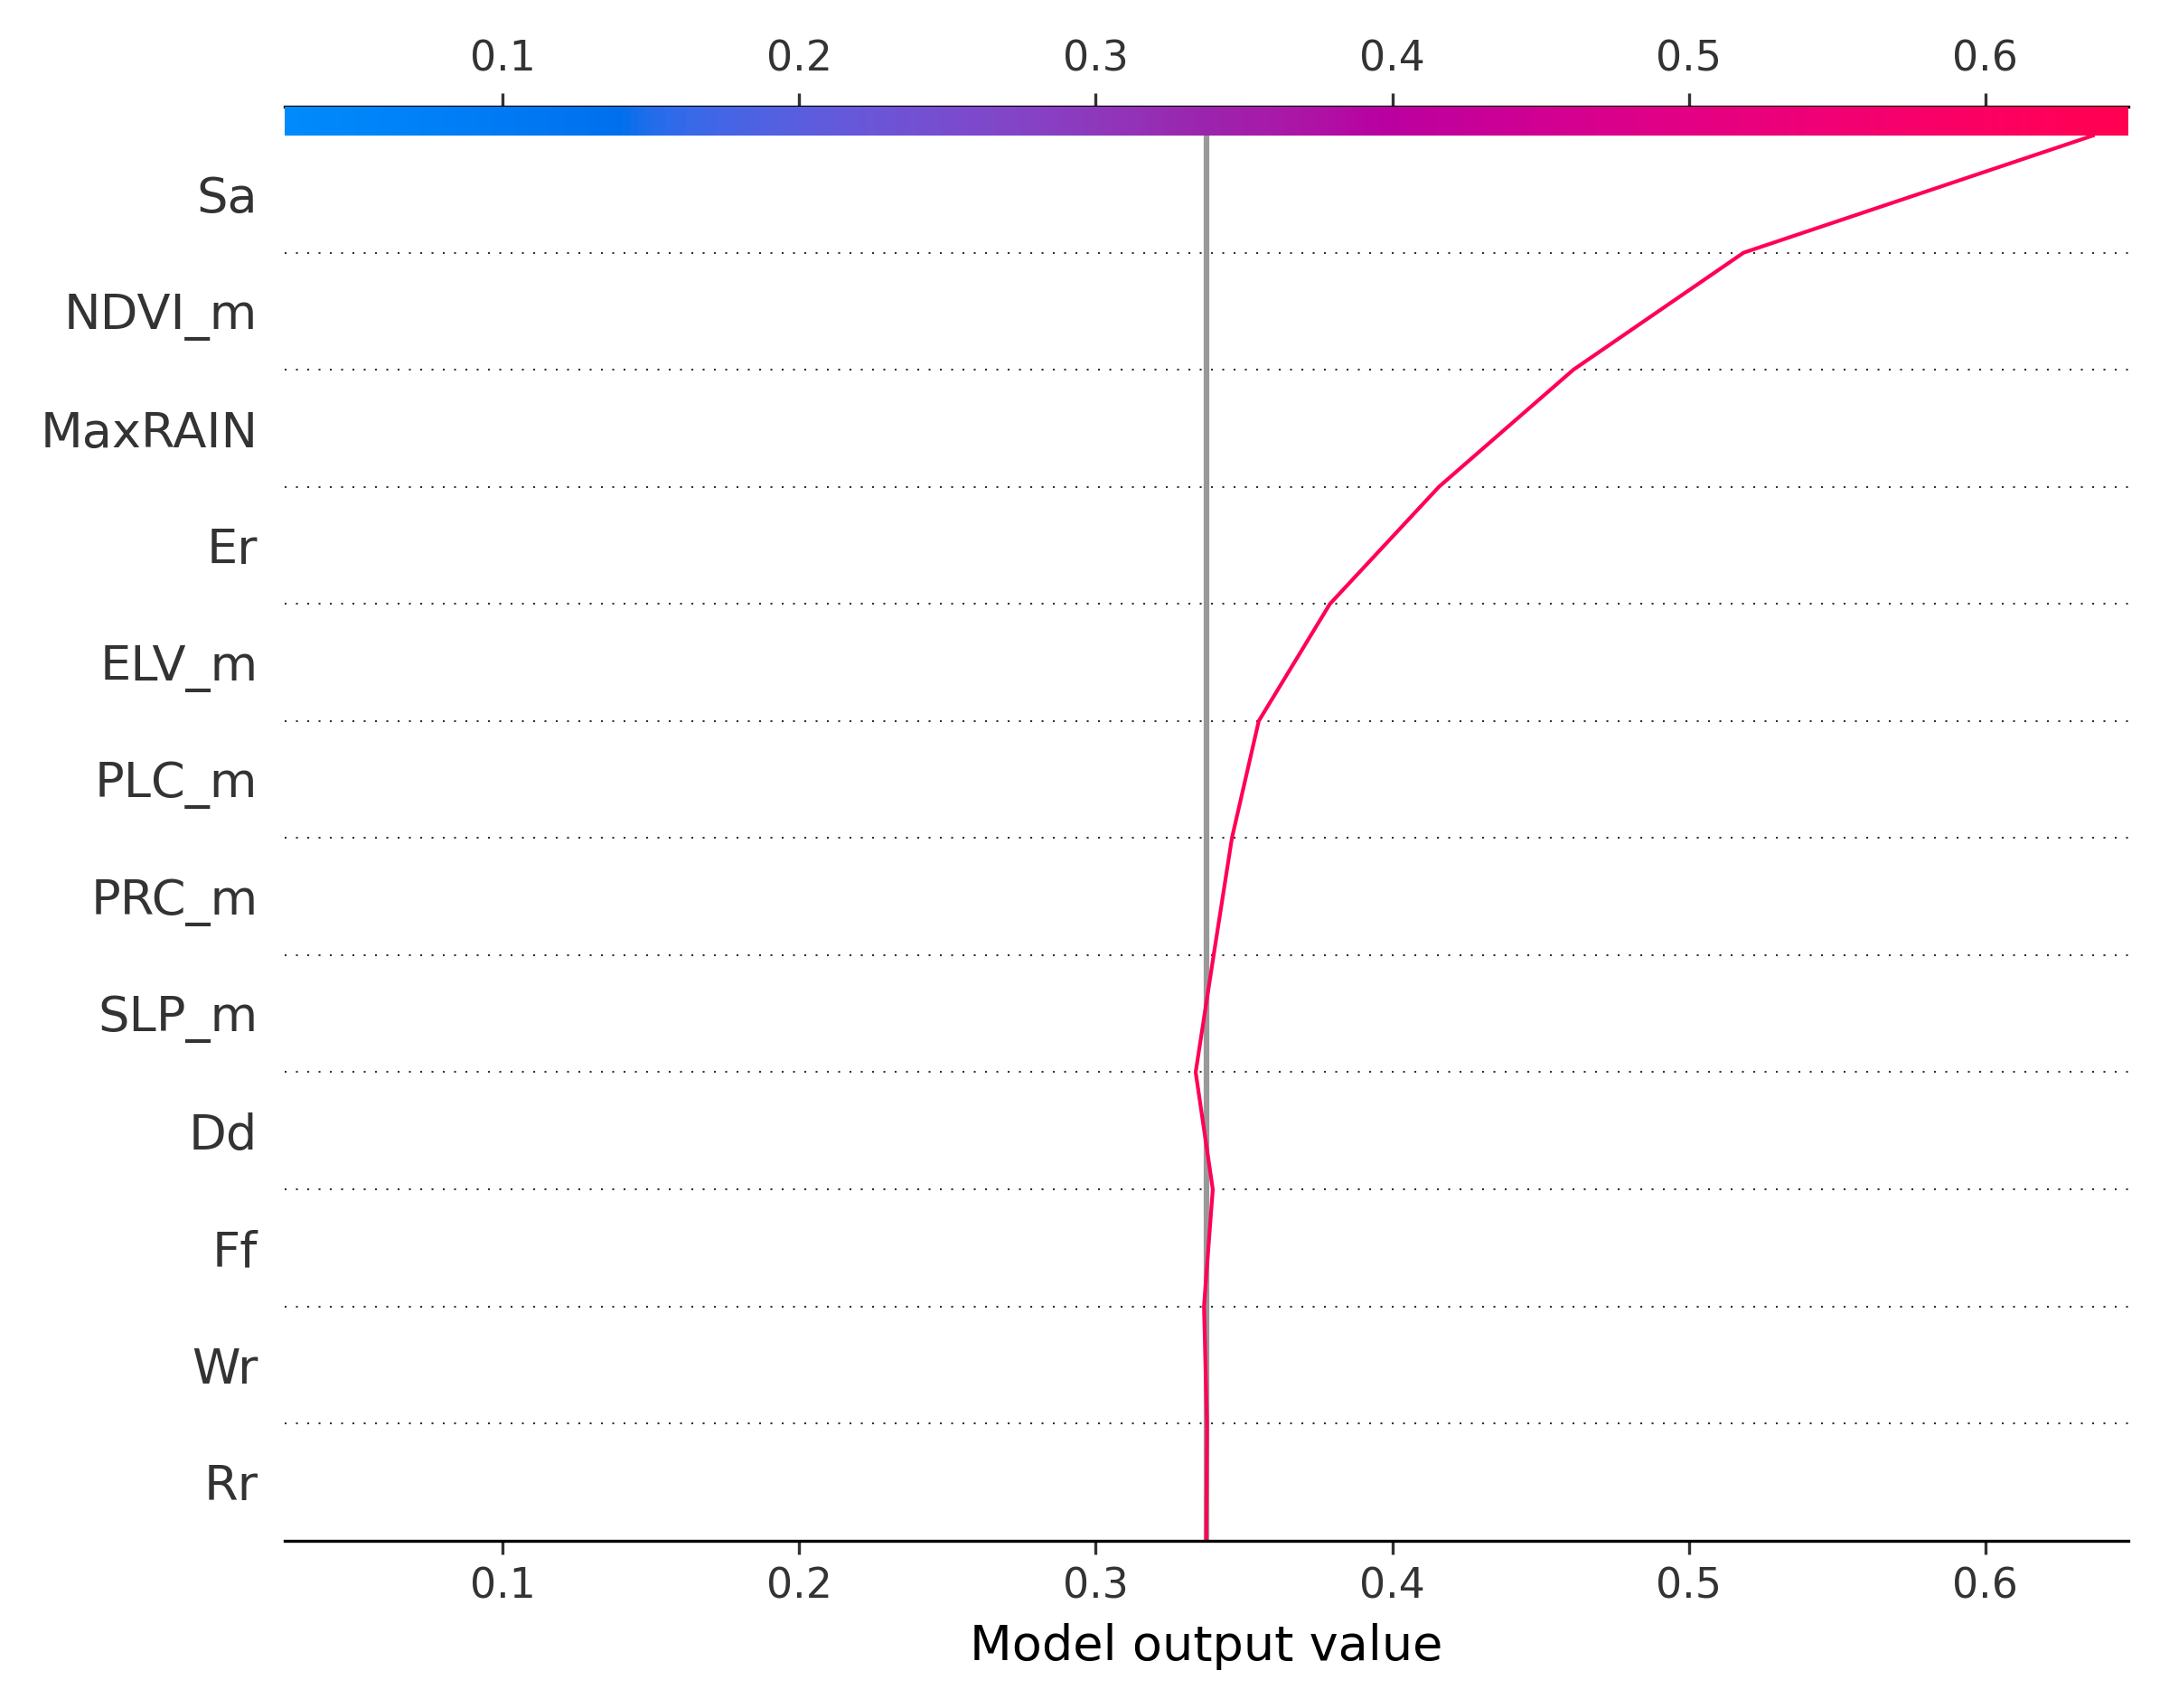 0.1 0.2 0.3 0.4 0.5 0.6
Sa
NDVI_m
MaxRAIN
Er
ELV_m
PLC_m
PRC_m
SLP_m
Dd
Ff
Wr
Rr
0.1 0.2 0.3 0.4 0.5 0.6
Model output value